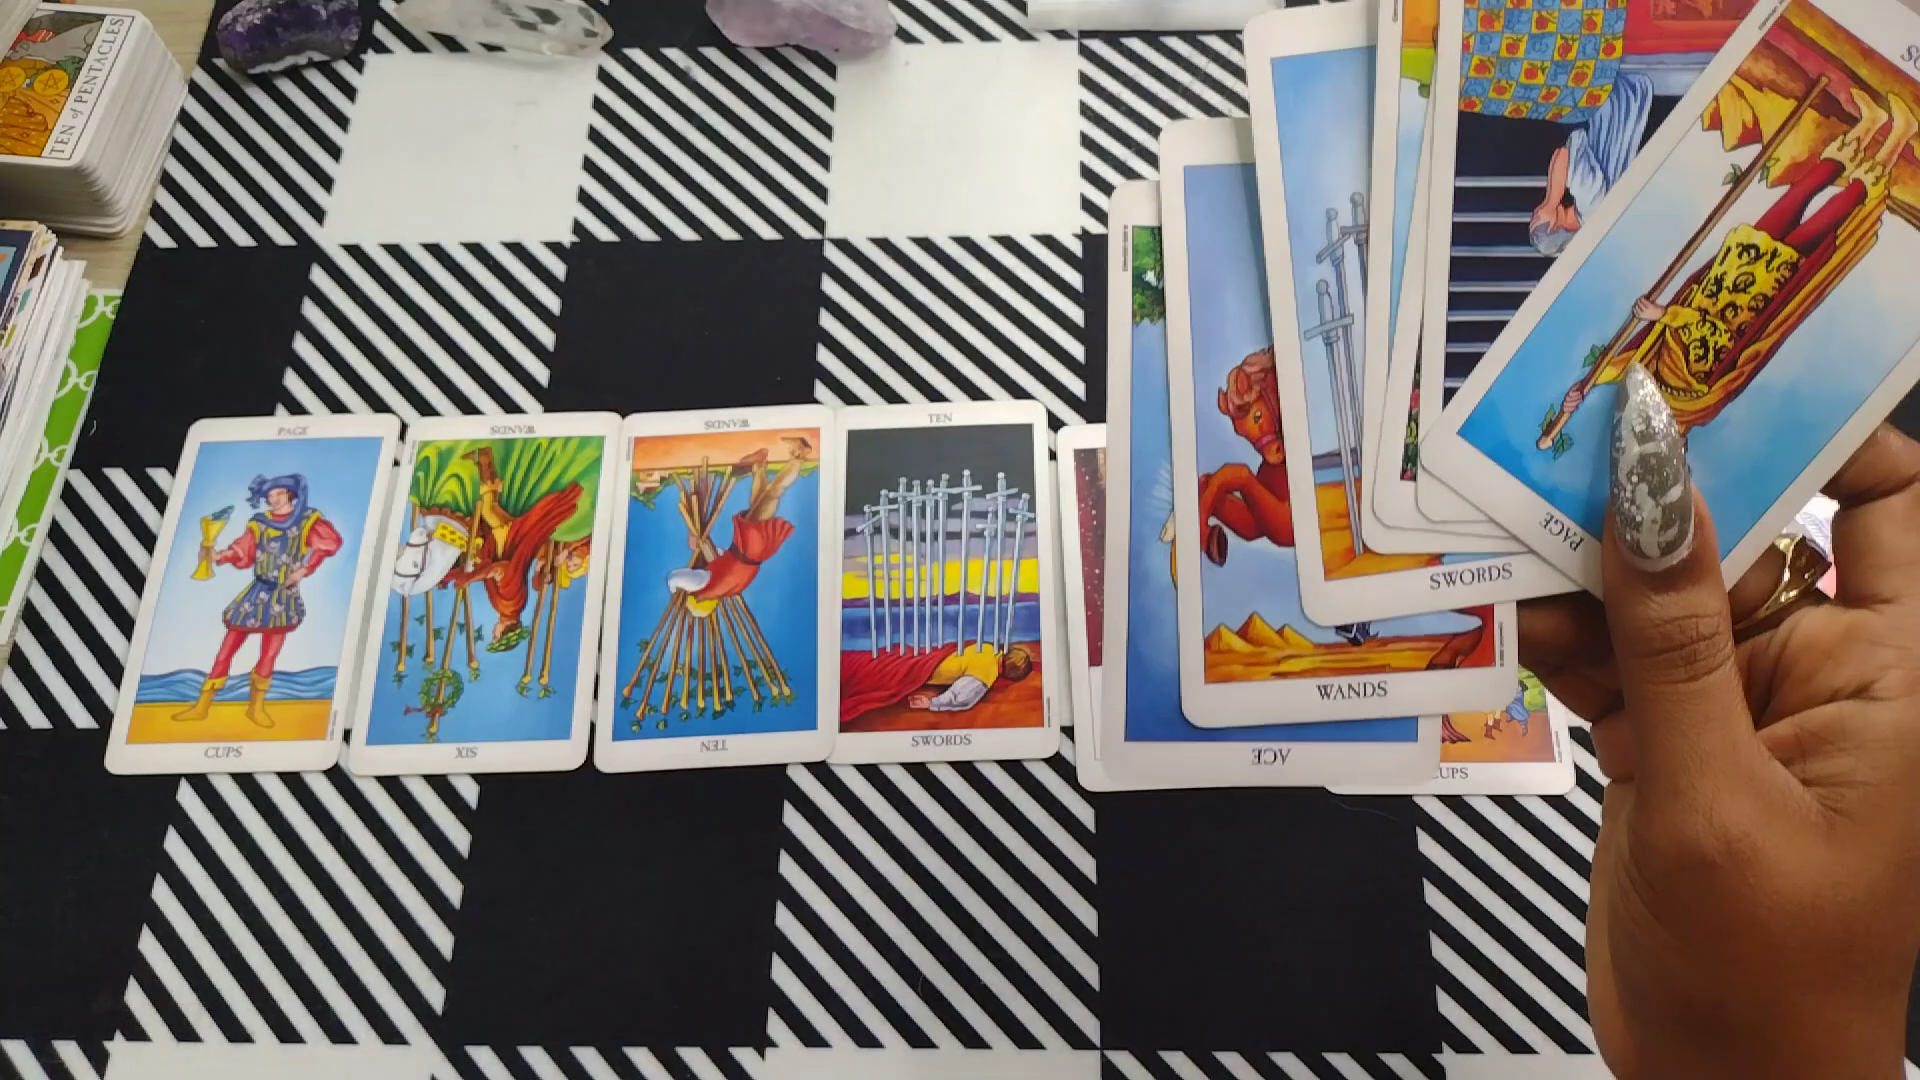 TEN of PENTACLES
PAGE
CUPS
WANDS
SIX
WANDS
TEN
TEN
SWORDS
ACE
WANDS
SWORDS
PAGE
CUPS